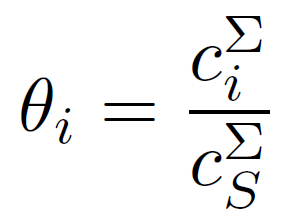 θ_i = c_i^Σ / c_S^Σ